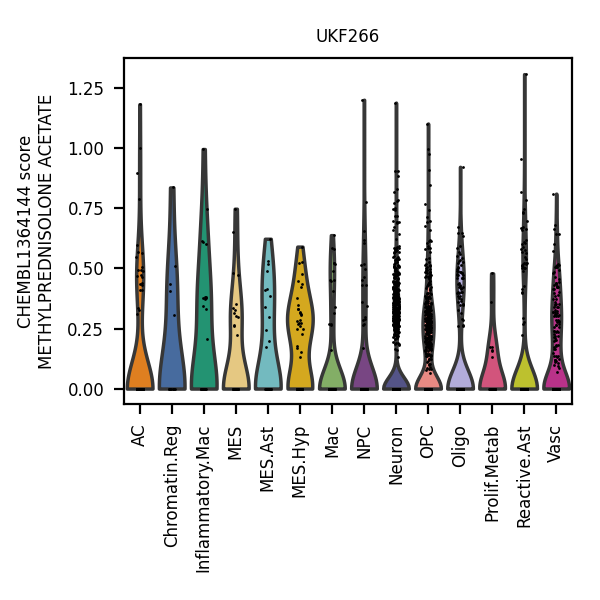 UKF266
CHEMBL1364144 score
METHYLPREDNISOLONE ACETATE
1.25
1.00
0.75
0.50
0.25
0.00
AC
Chromatin.Reg
Inflammatory.Mac
MES
MES.Ast
MES.Hyp
Mac
NPC
Neuron
OPC
Oligo
Prolif.Metab
Reactive.Ast
Vasc